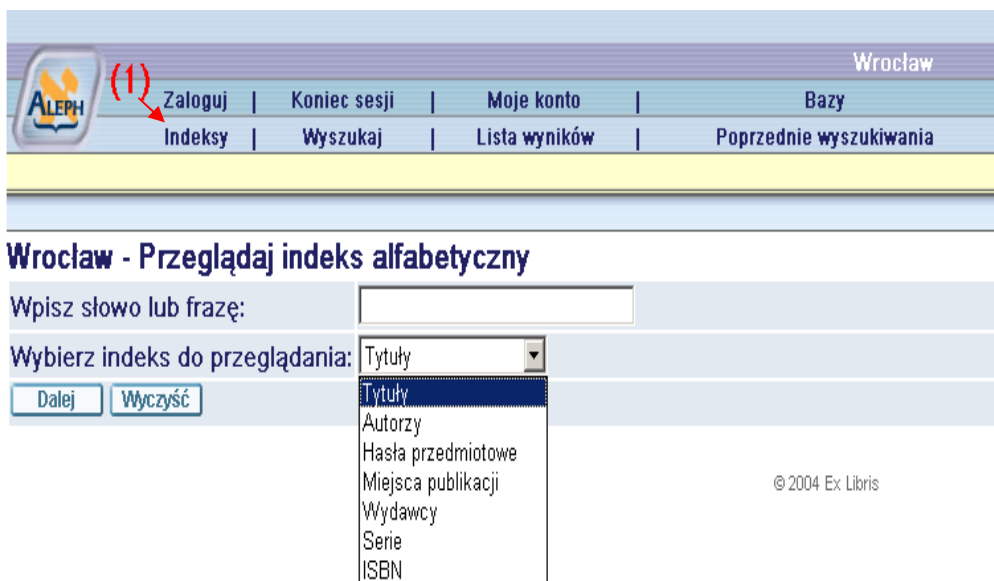 Wrocław
ALEPH
(1)
Zaloguj | Koniec sesji | Moje konto | Bazy
Indeksy | Wyszukaj | Lista wyników | Poprzednie wyszukiwania
Wrocław - Przeglądaj indeks alfabetyczny
Wpisz słowo lub frazę:
Wybierz indeks do przeglądania: Tytuły
Dalej Wyczyść
Tytuły
Autorzy
Hasła przedmiotowe
Miejsca publikacji
Wydawcy
Serie
ISBN
© 2004 Ex Libris